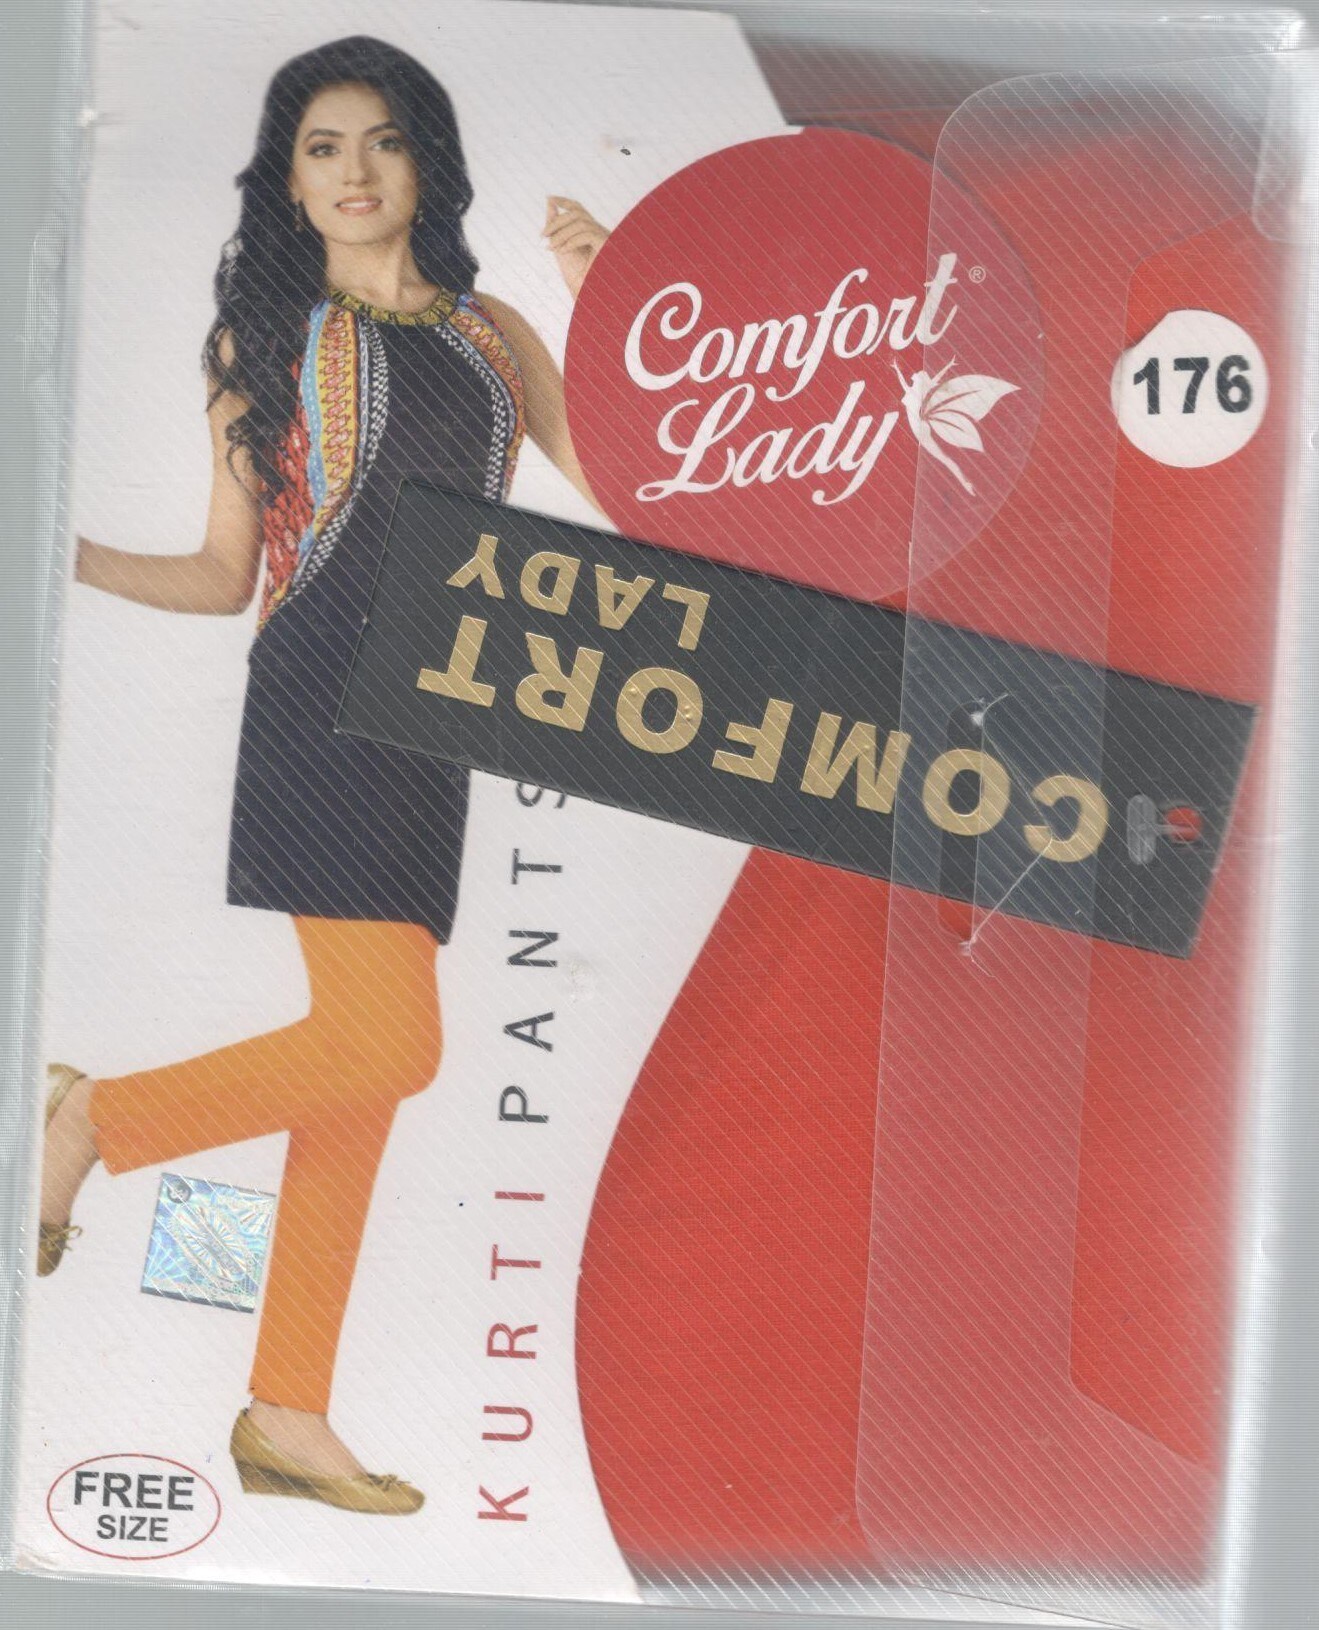 Comfort®
Lady
176
COMFORT
LADY
KURTI PANTS
FREE
SIZE